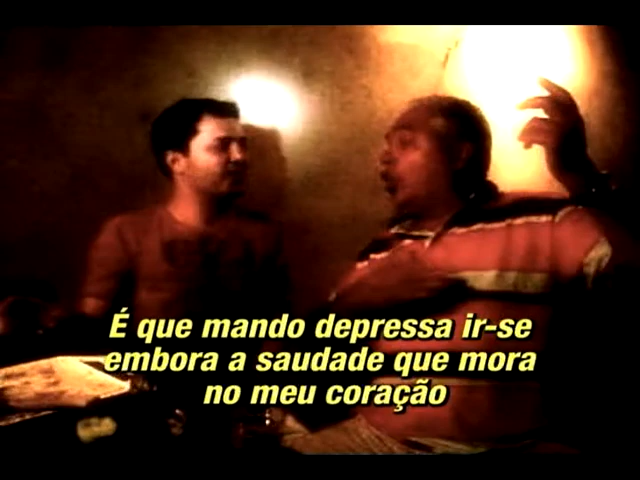 É que mando depressa ir-se
embora a saudade que mora
no meu coração